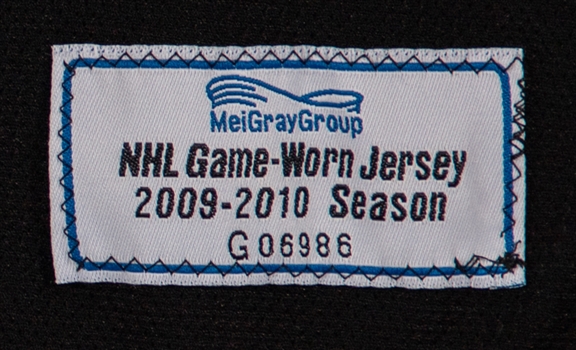 MeiGrayGroup
NHL Game-Worn Jersey
2009-2010 Season
G06986